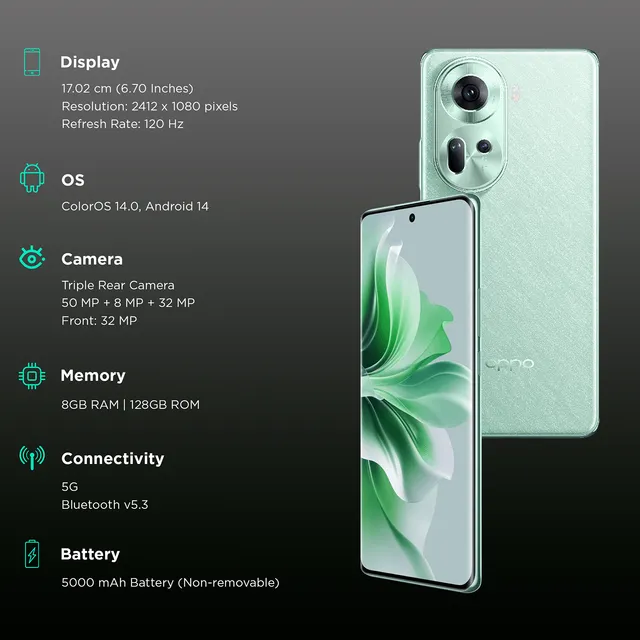 Display
17.02 cm (6.70 Inches)
Resolution: 2412 x 1080 pixels
Refresh Rate: 120 Hz
OS
ColorOS 14.0, Android 14
Camera
Triple Rear Camera
50 MP + 8 MP + 32 MP
Front: 32 MP
Memory
8GB RAM | 128GB ROM
Connectivity
5G
Bluetooth v5.3
Battery
5000 mAh Battery (Non-removable)
oppo